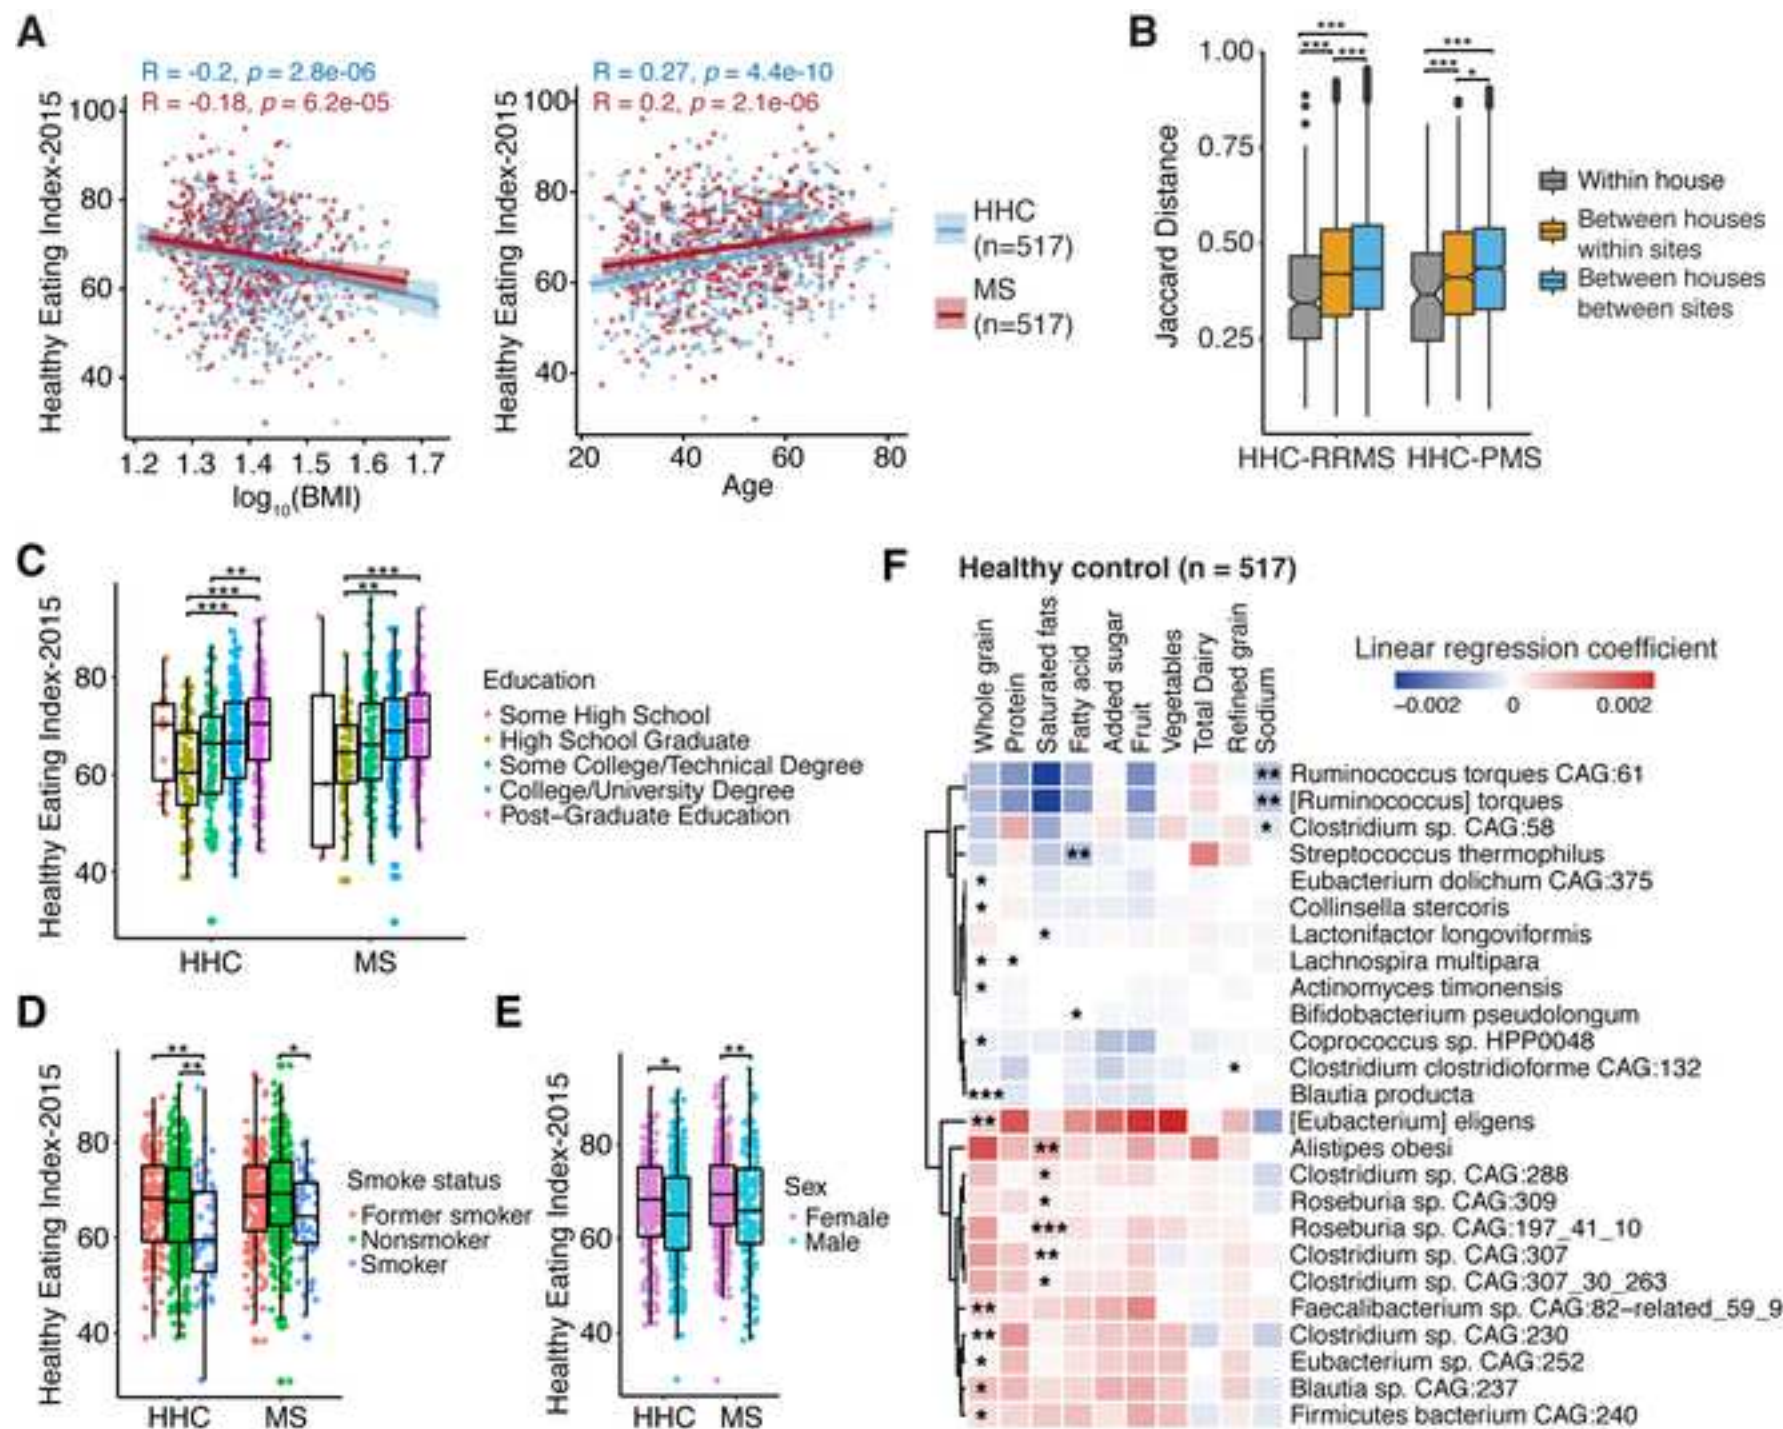 A
R = -0.2, p = 2.8e-06
R = -0.18, p = 6.2e-05
Healthy Eating Index-2015
100
80
60
40
1.2 1.3 1.4 1.5 1.6 1.7
log10(BMI)
R = 0.27, p = 4.4e-10
R = 0.2, p = 2.1e-06
Healthy Eating Index-2015
100
80
60
40
20 40 60 80
Age
HHC
(n=517)
MS
(n=517)
B
Jaccard Distance
1.00
0.75
0.50
0.25
*** *** ***
*** *** *
HHC-RRMS HHC-PMS
Within house
Between houses
within sites
Between houses
between sites
C
Healthy Eating Index-2015
80
60
40
**
***
***
***
**
HHC MS
Education
Some High School
High School Graduate
Some College/Technical Degree
College/University Degree
Post-Graduate Education
D
Healthy Eating Index-2015
80
60
40
**
**
*
HHC MS
Smoke status
Former smoker
Nonsmoker
Smoker
E
Healthy Eating Index-2015
80
60
40
*
**
HHC MS
Sex
Female
Male
F
Healthy control (n = 517)
Whole grain
Protein
Saturated fats
Fatty acid
Added sugar
Fruit
Vegetables
Total Dairy
Refined grain
Sodium
Linear regression coefficient
−0.002 0 0.002
** Ruminococcus torques CAG:61
** [Ruminococcus] torques
* Clostridium sp. CAG:58
** Streptococcus thermophilus
* Eubacterium dolichum CAG:375
* Collinsella stercoris
* Lactonifactor longoviformis
* * Lachnospira multipara
* Actinomyces timonensis
* Bifidobacterium pseudolongum
* Coprococcus sp. HPP0048
* Clostridium clostridioforme CAG:132
*** Blautia producta
** [Eubacterium] eligens
** Alistipes obesi
* Clostridium sp. CAG:288
* Roseburia sp. CAG:309
*** Roseburia sp. CAG:197_41_10
** Clostridium sp. CAG:307
* Clostridium sp. CAG:307_30_263
** Faecalibacterium sp. CAG:82−related_59_9
** Clostridium sp. CAG:230
* Eubacterium sp. CAG:252
* Blautia sp. CAG:237
* Firmicutes bacterium CAG:240